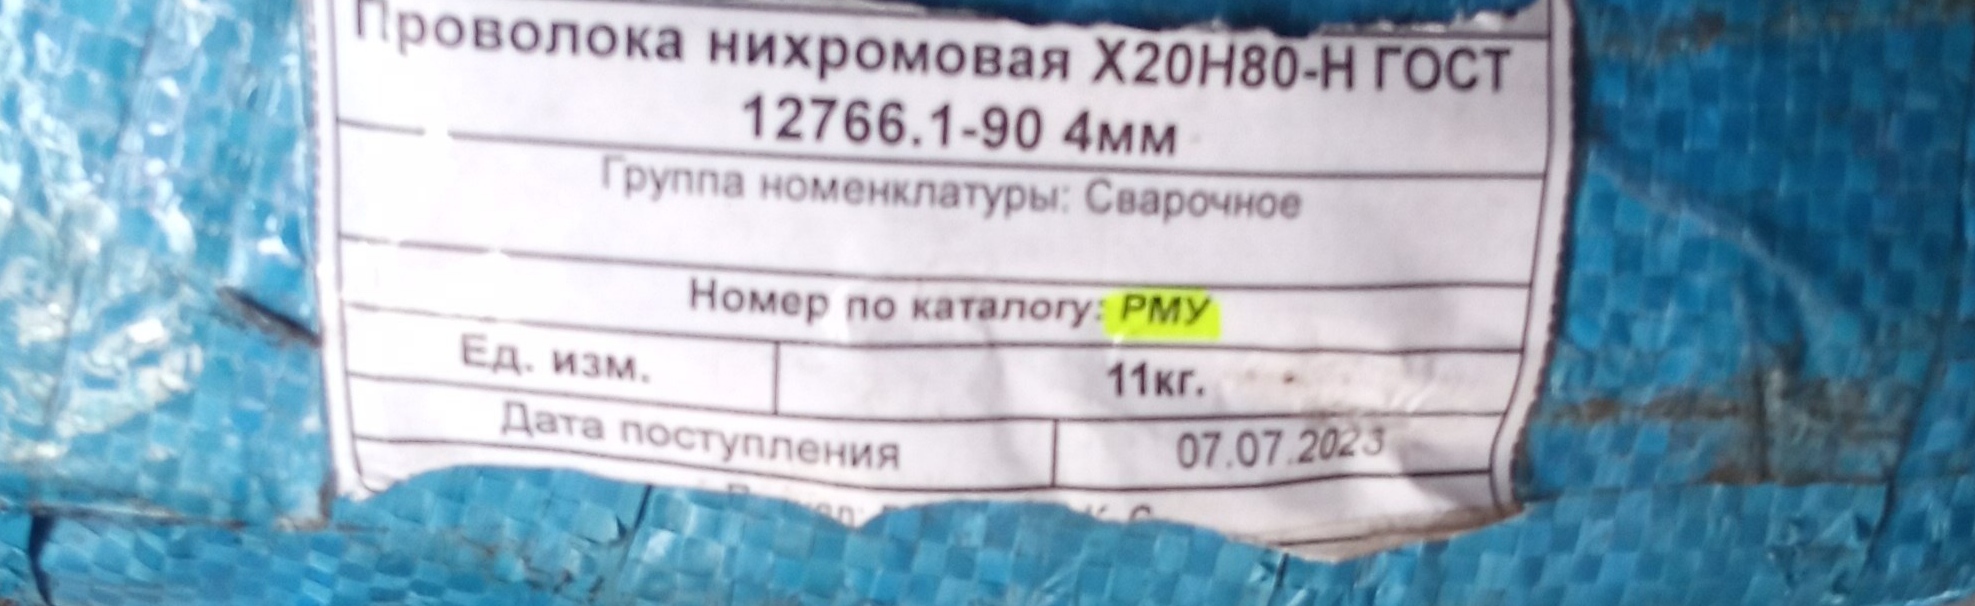 Проволока нихромовая Х20Н80-Н ГОСТ
12766.1-90 4мм
Группа номенклатуры: Сварочное
Номер по каталогу: РМУ
Ед. изм. 11кг.
Дата поступления 07.07.2023